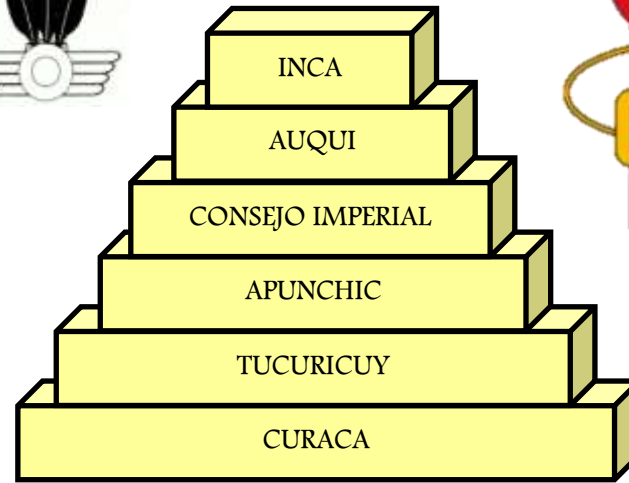 INCA
AUQUI
CONSEJO IMPERIAL
APUNCHIC
TUCURICUY
CURACA